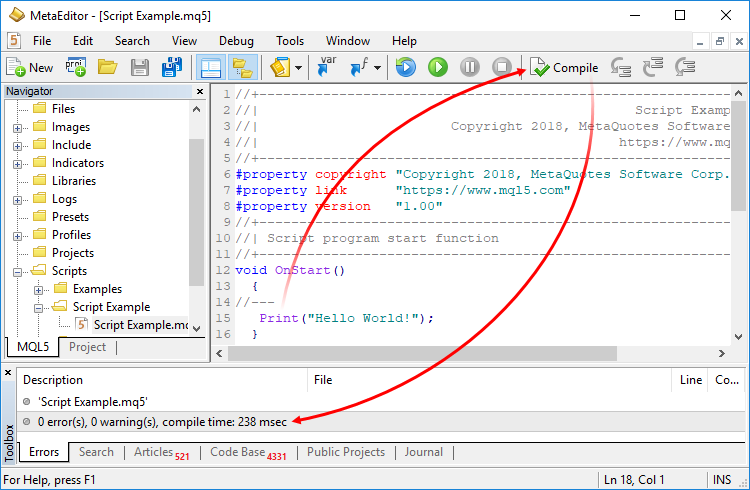 MetaEditor - [Script Example.mq5]
File Edit Search View Debug Tools Window Help
New proj var f Compile
Navigator
Files
Images
Include
Indicators
Libraries
Logs
Presets
Profiles
Projects
Scripts
Examples
Script Example
Script Example.mq
MQL5 Project
1 //+--------------------------------------------------
2 //| Script Examp
3 //| Copyright 2018, MetaQuotes Software
4 //| https://www.mq
5 //+--------------------------------------------------
6 #property copyright "Copyright 2018, MetaQuotes Software Corp.
7 #property link "https://www.mql5.com"
8 #property version "1.00"
9 //+--------------------------------------------------
10 //| Script program start function
11 //+--------------------------------------------------
12 void OnStart()
13 {
14 //---
15 Print("Hello World!");
16 }
Toolbox
Description File Line Co...
'Script Example.mq5'
0 error(s), 0 warning(s), compile time: 238 msec
Errors Search Articles 521 Code Base 4331 Public Projects Journal
For Help, press F1 Ln 18, Col 1 INS